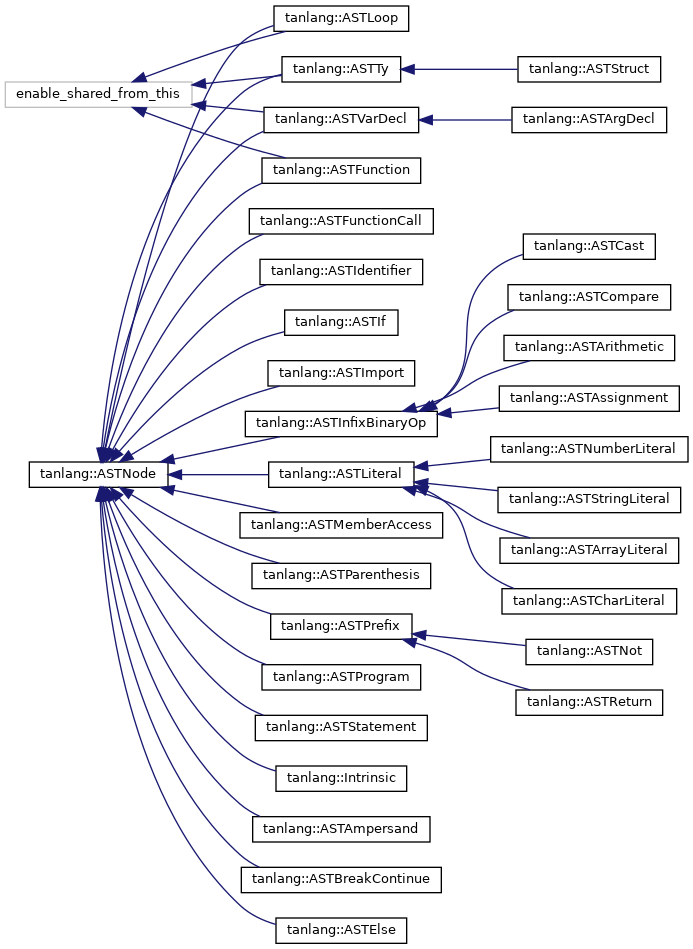 tanlang::ASTLoop
tanlang::ASTTy
tanlang::ASTStruct
enable_shared_from_this
tanlang::ASTVarDecl
tanlang::ASTArgDecl
tanlang::ASTFunction
tanlang::ASTFunctionCall
tanlang::ASTCast
tanlang::ASTIdentifier
tanlang::ASTCompare
tanlang::ASTIf
tanlang::ASTArithmetic
tanlang::ASTImport
tanlang::ASTAssignment
tanlang::ASTInfixBinaryOp
tanlang::ASTNumberLiteral
tanlang::ASTNode
tanlang::ASTLiteral
tanlang::ASTStringLiteral
tanlang::ASTMemberAccess
tanlang::ASTArrayLiteral
tanlang::ASTParenthesis
tanlang::ASTCharLiteral
tanlang::ASTPrefix
tanlang::ASTNot
tanlang::ASTProgram
tanlang::ASTReturn
tanlang::ASTStatement
tanlang::Intrinsic
tanlang::ASTAmpersand
tanlang::ASTBreakContinue
tanlang::ASTElse